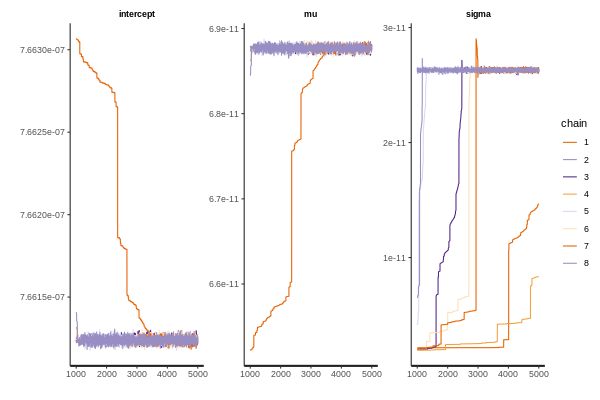 intercept
mu
sigma
7.6630e-07
7.6625e-07
7.6620e-07
7.6615e-07
1000 2000 3000 4000 5000
6.9e-11
6.8e-11
6.7e-11
6.6e-11
1000 2000 3000 4000 5000
3e-11
2e-11
1e-11
1000 2000 3000 4000 5000
chain
1
2
3
4
5
6
7
8